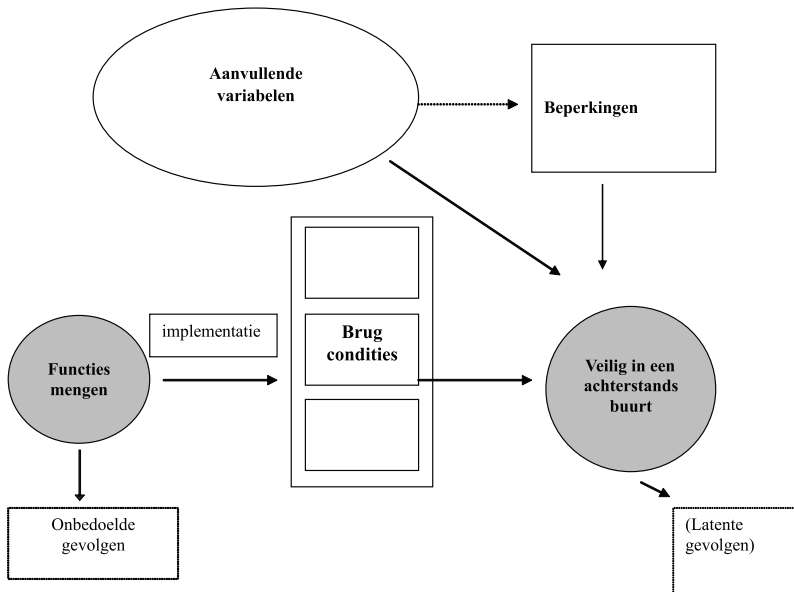 Aanvullende
variabelen
Beperkingen
implementatie
Brug
condities
Functies
mengen
Veilig in een
achterstands
buurt
Onbedoelde
gevolgen
(Latente
gevolgen)